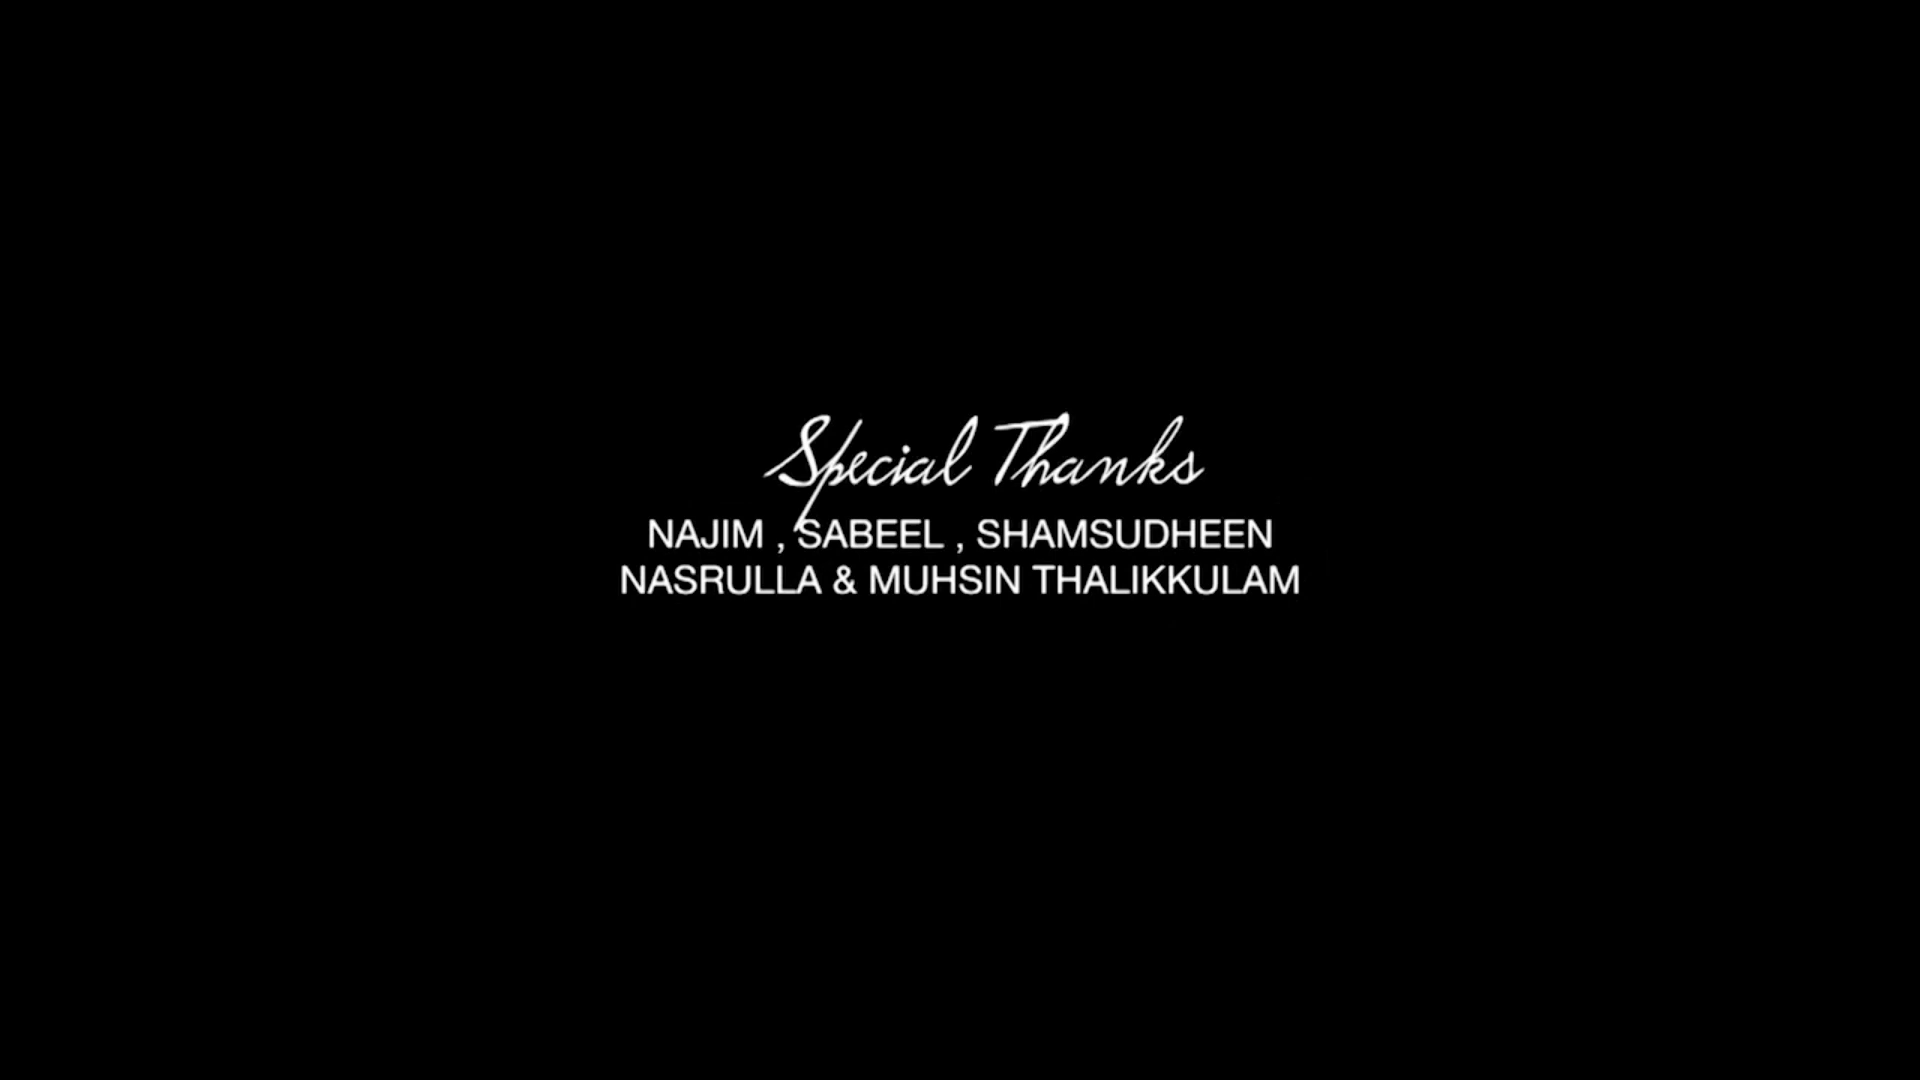 Special Thanks
NAJIM , SABEEL , SHAMSUDHEEN
NASRULLA & MUHSIN THALIKKULAM